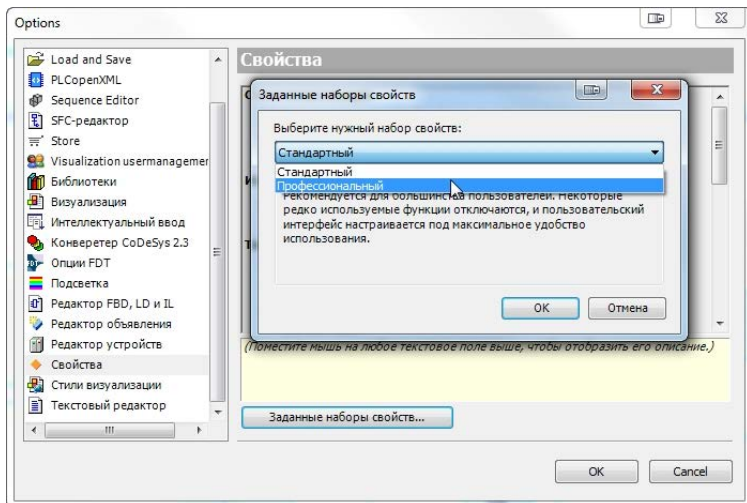 Options
Load and Save
PLCopenXML
Sequence Editor
SFC-редактор
Store
Visualization usermanagemer
Библиотеки
Визуализация
Интеллектуальный ввод
Конверетер CoDeSys 2.3
Опции FDT
Подсветка
Редактор FBD, LD и IL
Редактор объявления
Редактор устройств
Свойства
Стили визуализации
Текстовый редактор
Свойства
Заданные наборы свойств
Выберите нужный набор свойств:
Стандартный
Стандартный
Профессиональный
Рекомендуется для большинства пользователей. Некоторые
редко используемые функции отключаются, и пользовательский
интерфейс настраивается под максимальное удобство
использования.
OK
Отмена
(Поместите мышь на любое текстовое поле выше, чтобы отобразить его описание.)
Заданные наборы свойств...
OK
Cancel